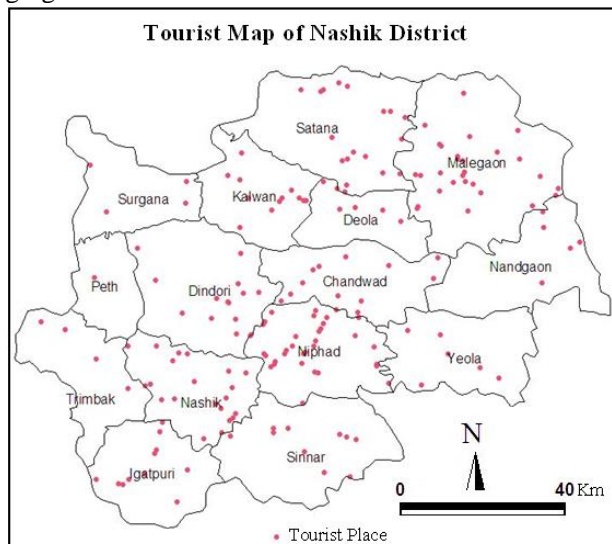 Tourist Map of Nashik District
Satana
Malegaon
Surgana
Kalwan
Deola
Nandgaon
Peth
Dindori
Chandwad
Niphad
Yeola
Trimbak
Nashik
N
Igatpuri
Sinnar
0 40 Km
Tourist Place